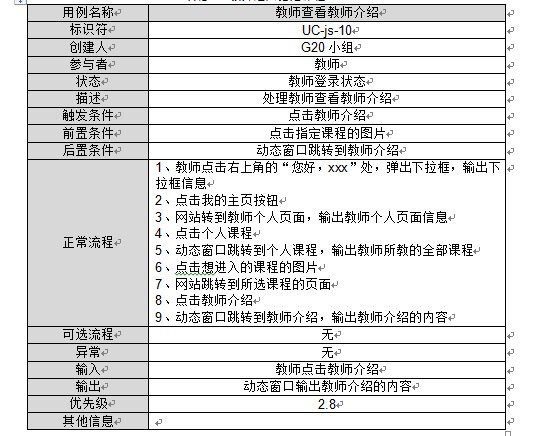 用例名称 教师查看教师介绍
标识符 UC-js-10
创建人 G20 小组
参与者 教师
状态 教师登录状态
描述 处理教师查看教师介绍
触发条件 点击教师介绍
前置条件 点击指定课程的图片
后置条件 动态窗口跳转到教师介绍
正常流程
1、教师点击右上角的“您好，xxx”处，弹出下拉框，输出下
拉框信息
2、点击我的主页按钮
3、网站转到教师个人页面，输出教师个人页面信息
4、点击个人课程
5、动态窗口跳转到个人课程，输出教师所教的全部课程
6、点击想进入的课程的图片
7、网站跳转到所选课程的页面
8、点击教师介绍
9、动态窗口跳转到教师介绍，输出教师介绍的内容
可选流程 无
异常 无
输入 教师点击教师介绍
输出 动态窗口输出教师介绍的内容
优先级 2.8
其他信息